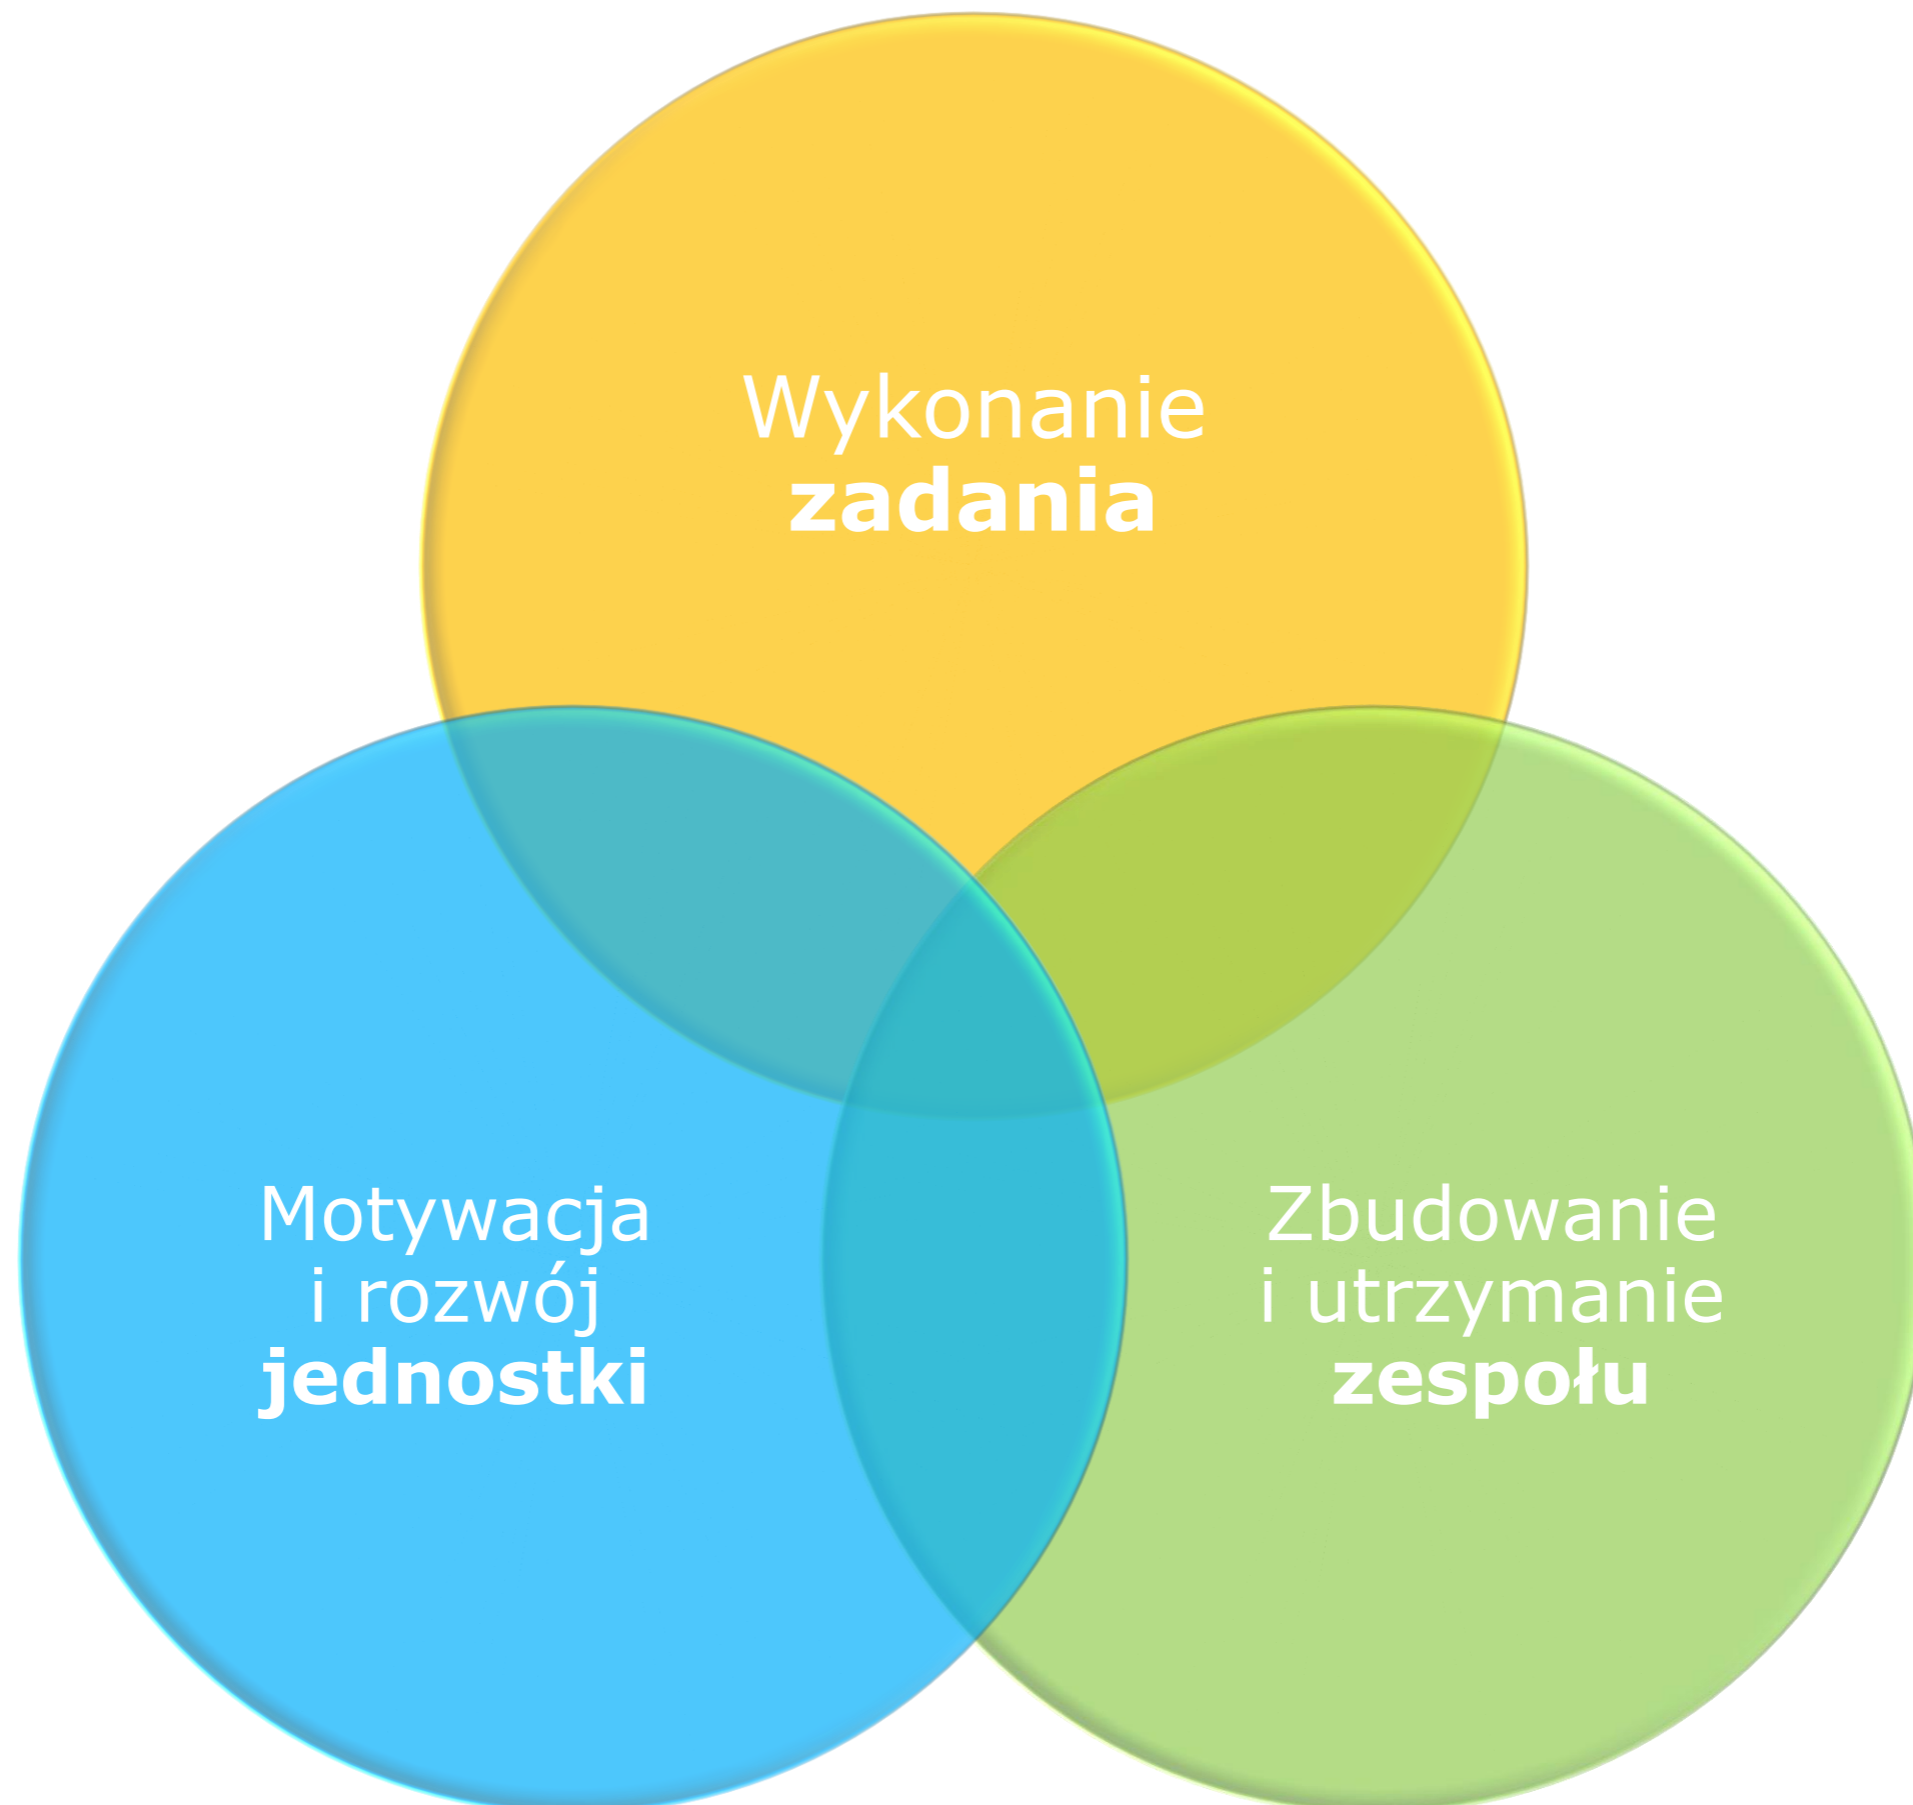 Wykonanie
zadania
Motywacja
i rozwój
jednostki
Zbudowanie
i utrzymanie
zespołu